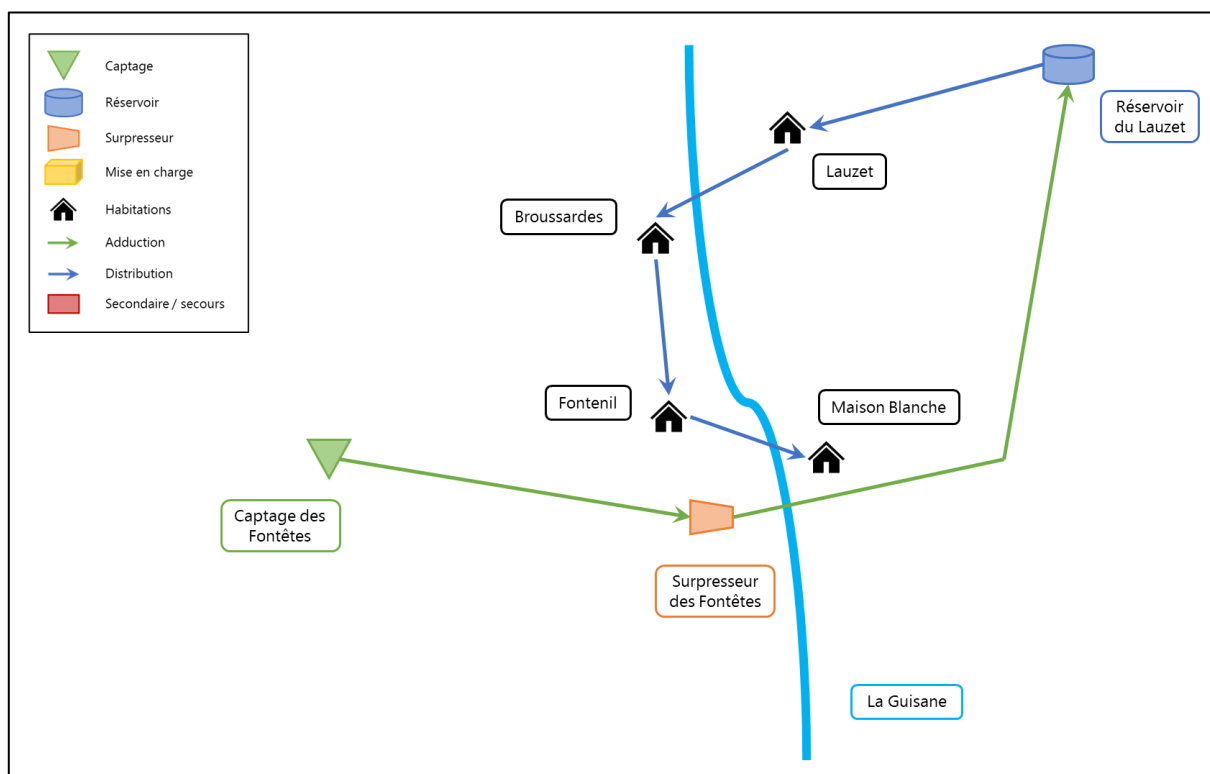 Captage
Réservoir
Surpresseur
Mise en charge
Habitations
Adduction
Distribution
Secondaire / secours
Réservoir
du Lauzet
Lauzet
Broussardes
Fontenil
Maison Blanche
Captage des
Fontêtes
Surpresseur
des Fontêtes
La Guisane